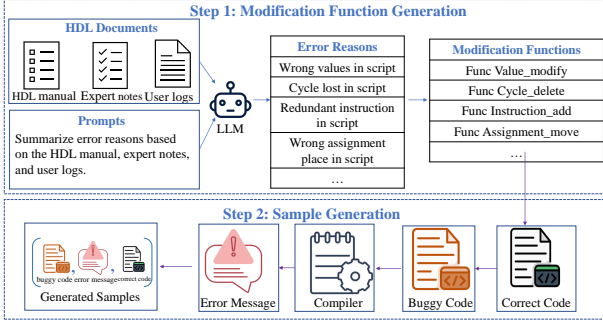 Step 1: Modification Function Generation
HDL Documents
HDL manual
Expert notes
User logs
Prompts
Summarize error reasons based
on the HDL manual, expert notes,
and user logs.
LLM
Error Reasons
Wrong values in script
Cycle lost in script
Redundant instruction
in script
Wrong assignment
place in script
...
Modification Functions
Func Value_modify
Func Cycle_delete
Func Instruction_add
Func Assignment_move
...
Step 2: Sample Generation
buggy code
,
error message
,
correct code
Generated Samples
Error Message
Compiler
Buggy Code
Correct Code